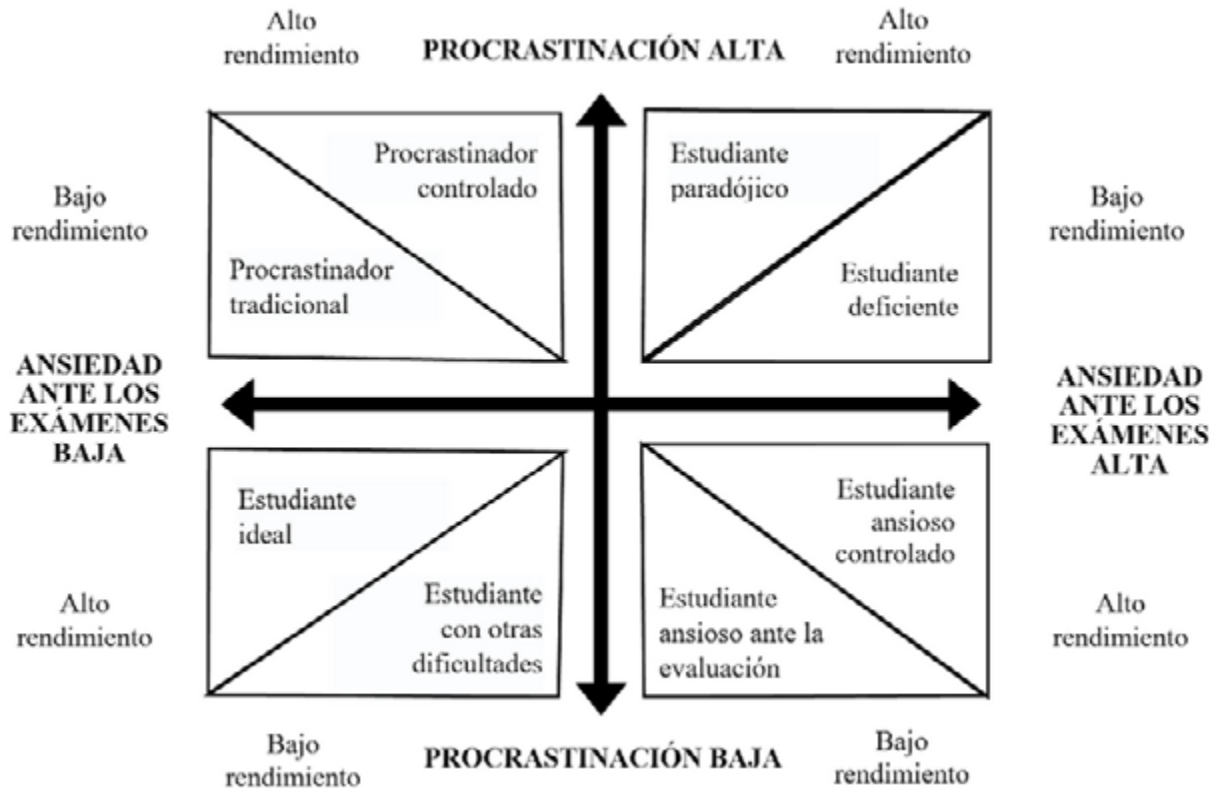 Alto
rendimiento
PROCRASTINACIÓN ALTA
Alto
rendimiento
Bajo
rendimiento
Procrastinador
controlado
Procrastinador
tradicional
Estudiante
paradójico
Estudiante
deficiente
Bajo
rendimiento
ANSIEDAD
ANTE LOS
EXÁMENES
BAJA
ANSIEDAD
ANTE LOS
EXÁMENES
ALTA
Estudiante
ideal
Estudiante
con otras
dificultades
Estudiante
ansioso
controlado
Estudiante
ansioso ante la
evaluación
Alto
rendimiento
Alto
rendimiento
Bajo
rendimiento
PROCRASTINACIÓN BAJA
Bajo
rendimiento